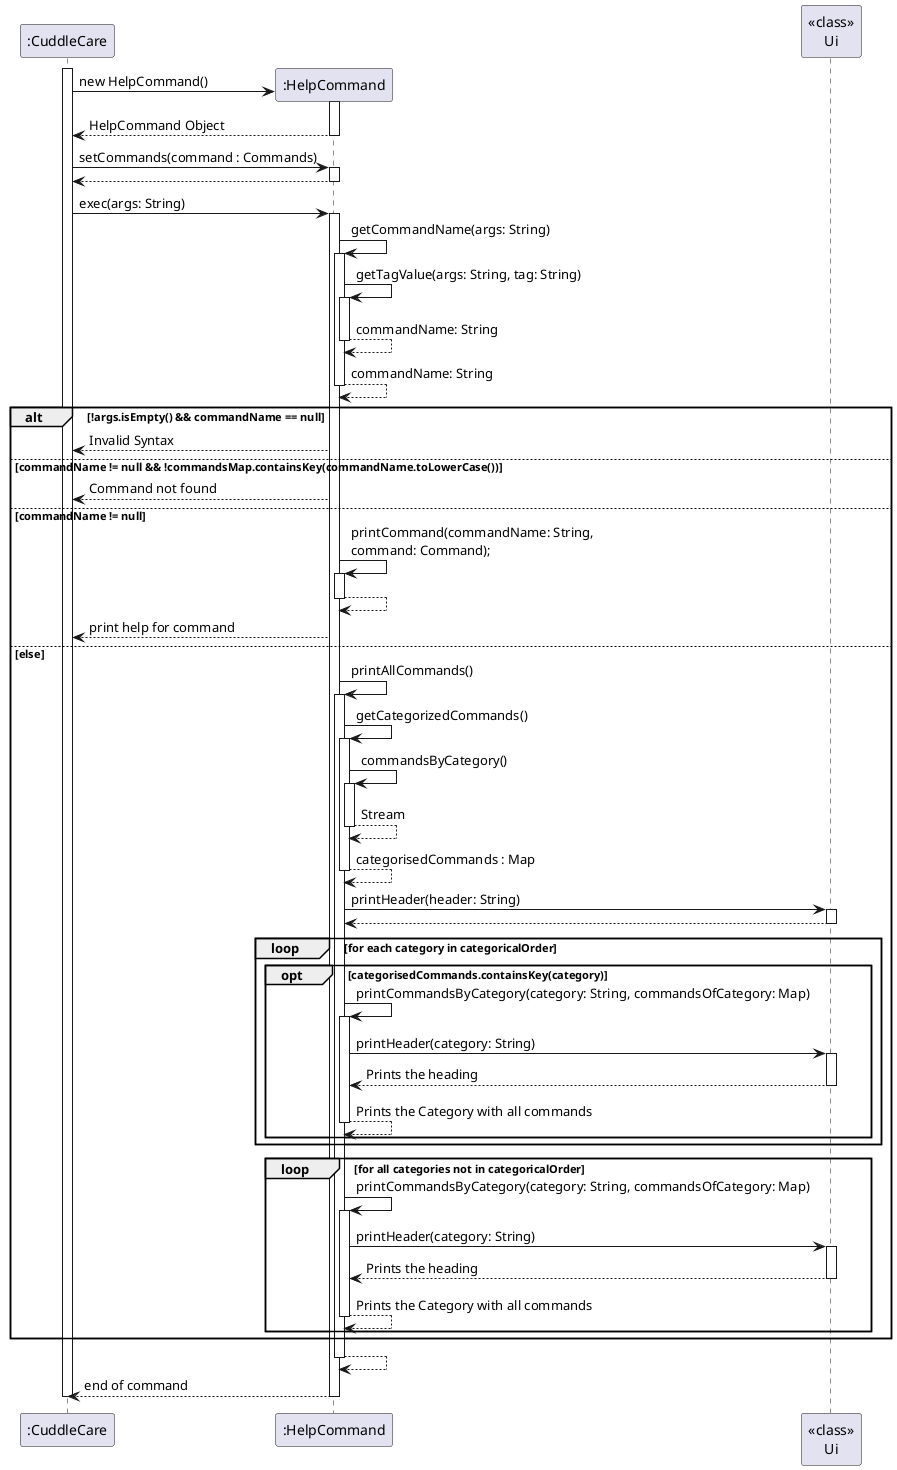 «class»
Ui
:CuddleCare
new HelpCommand()
:HelpCommand
HelpCommand Object
setCommands(command : Commands)
exec(args: String)
getCommandName(args: String)
getTagValue(args: String, tag: String)
commandName: String
commandName: String
alt
[!args.isEmpty() && commandName == null]
Invalid Syntax
[commandName != null && !commandsMap.containsKey(commandName.toLowerCase())]
Command not found
[commandName != null]
printCommand(commandName: String,
command: Command);
print help for command
[else]
printAllCommands()
getCategorizedCommands()
commandsByCategory()
Stream
categorisedCommands : Map
printHeader(header: String)
loop
[for each category in categoricalOrder]
opt
[categorisedCommands.containsKey(category)]
printCommandsByCategory(category: String, commandsOfCategory: Map)
printHeader(category: String)
Prints the heading
Prints the Category with all commands
loop
[for all categories not in categoricalOrder]
printCommandsByCategory(category: String, commandsOfCategory: Map)
printHeader(category: String)
Prints the heading
Prints the Category with all commands
end of command
:CuddleCare
:HelpCommand
«class»
Ui